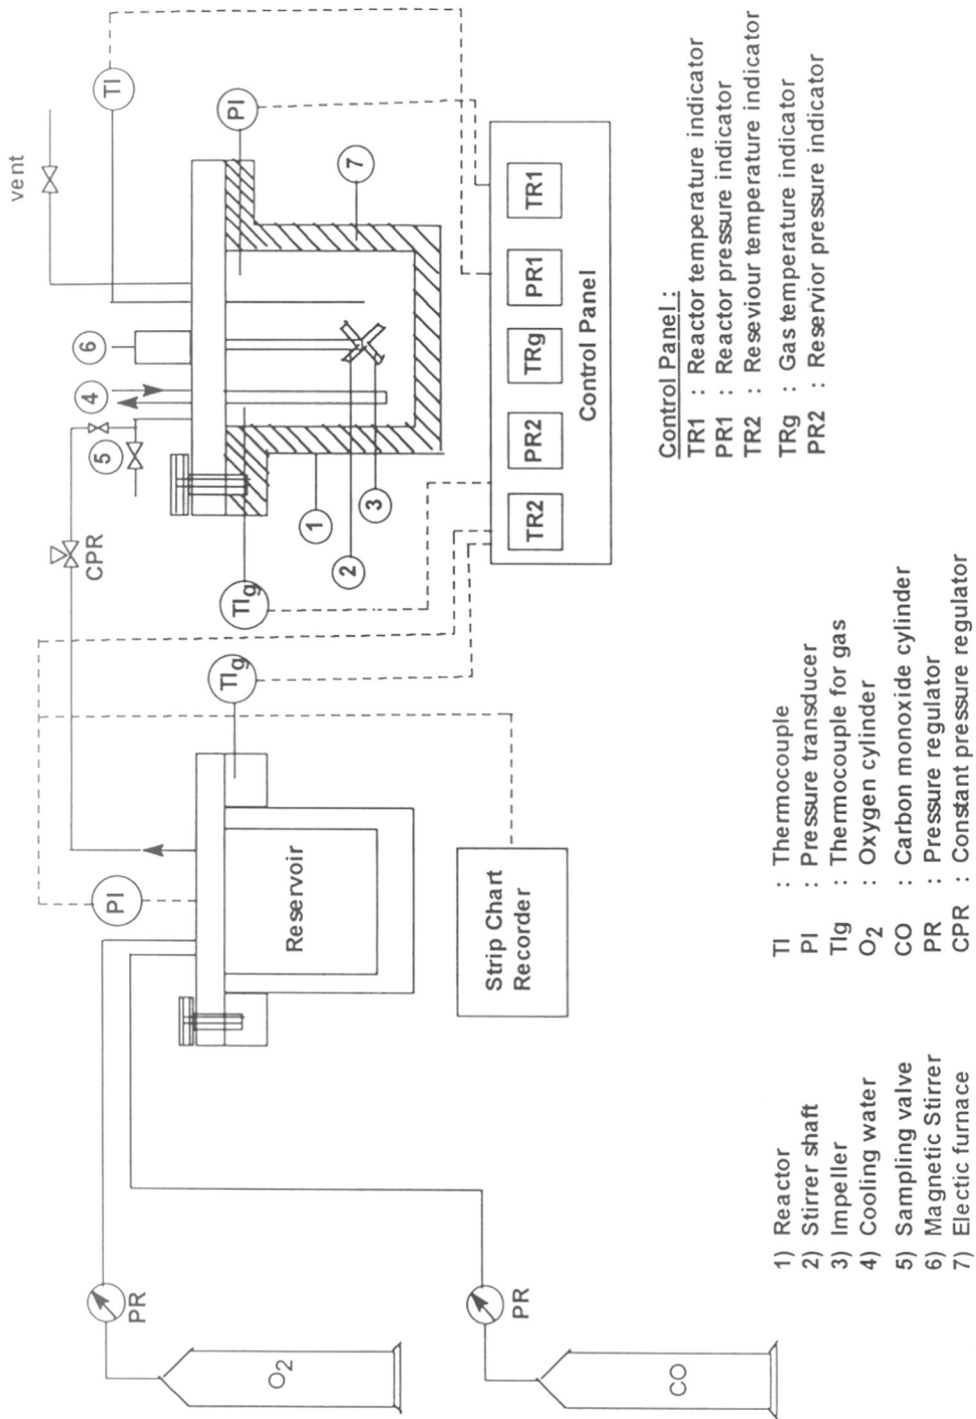 vent
TI
PI
6
4
5
7
CPR
1
2
3
TIg
TIg
PI
Reservoir
Strip Chart
Recorder
TR2
PR2
TRg
PR1
TR1
Control Panel
PR
O2
PR
CO
Control Panel :
TR1 : Reactor temperature indicator
PR1 : Reactor pressure indicator
TR2 : Reseviour temperature indicator
TRg : Gas temperature indicator
PR2 : Reservior pressure indicator
1) Reactor
2) Stirrer shaft
3) Impeller
4) Cooling water
5) Sampling valve
6) Magnetic Stirrer
7) Electic furnace
TI : Thermocouple
PI : Pressure transducer
TIg : Thermocouple for gas
O2 : Oxygen cylinder
CO : Carbon monoxide cylinder
PR : Pressure regulator
CPR : Constant pressure regulator